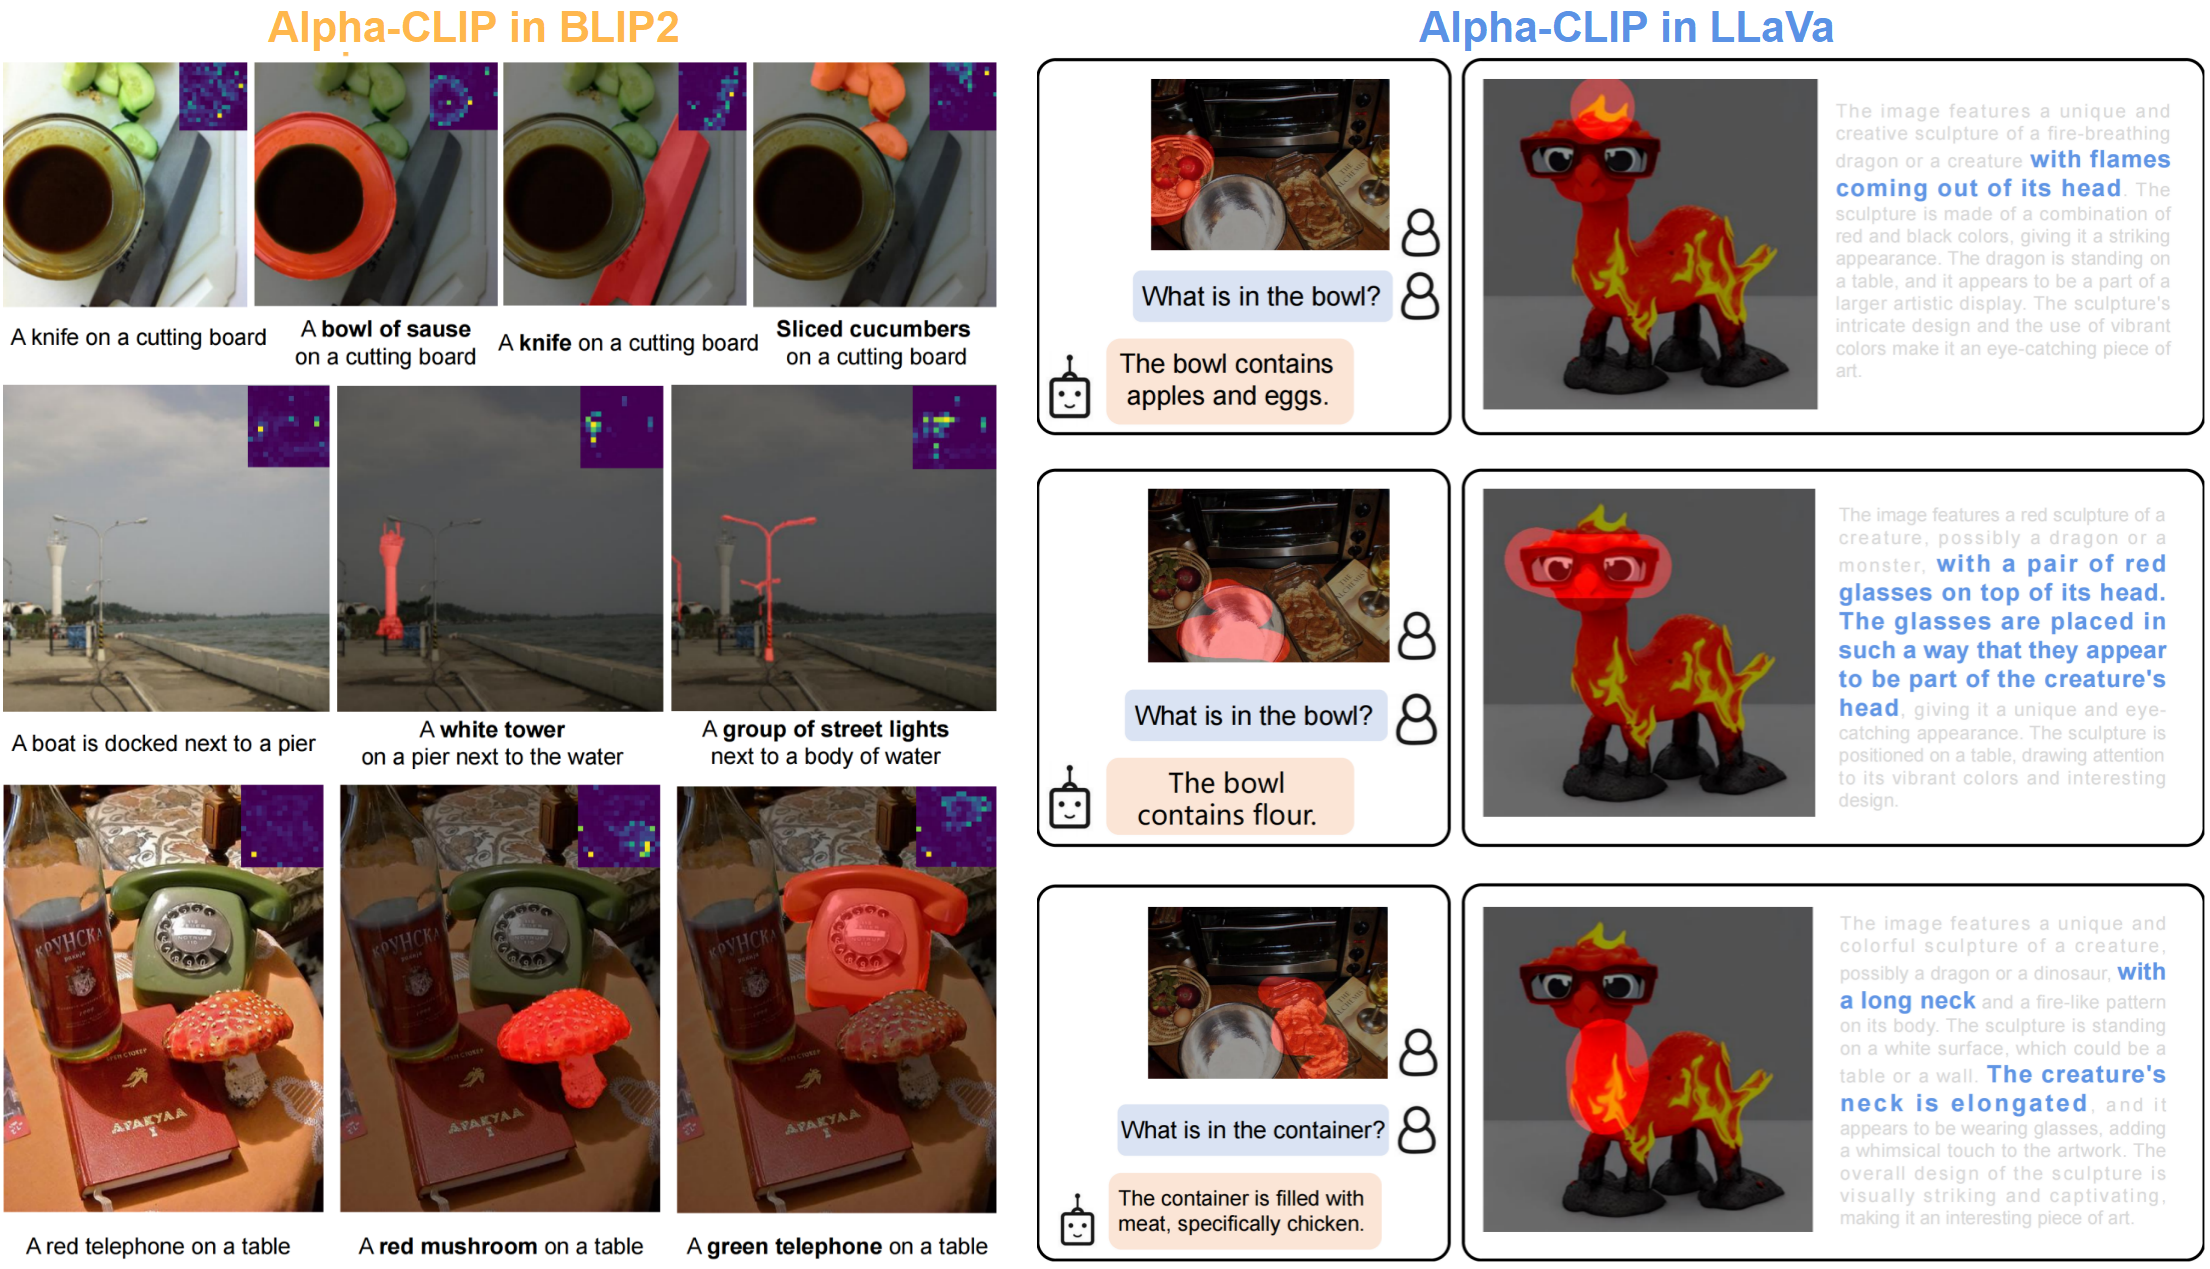 Alpha-CLIP in BLIP2
A knife on a cutting board
A bowl of sause
on a cutting board
A knife on a cutting board
Sliced cucumbers
on a cutting board
A boat is docked next to a pier
A white tower
on a pier next to the water
A group of street lights
next to a body of water
КРУНСКА
АРАКУЛА
I
КРУНСКА
АРАКУЛА
I
КРУНСКА
АРАКУЛА
I
A red telephone on a table
A red mushroom on a table
A green telephone on a table
Alpha-CLIP in LLaVa
What is in the bowl?
The bowl contains
apples and eggs.
The image features a unique and
creative sculpture of a fire-breathing
dragon or a creature with flames
coming out of its head. The
sculpture is made of a combination of
red and black colors, giving it a striking
appearance. The dragon is standing on
a table, and it appears to be a part of a
larger artistic display. The sculpture's
intricate design and the use of vibrant
colors make it an eye-catching piece of
art.
What is in the bowl?
The bowl
contains flour.
The image features a red sculpture of a
creature, possibly a dragon or a
monster, with a pair of red
glasses on top of its head.
The glasses are placed in
such a way that they appear
to be part of the creature's
head, giving it a unique and eye-
catching appearance. The sculpture is
positioned on a table, drawing attention
to its vibrant colors and interesting
design.
What is in the container?
The container is filled with
meat, specifically chicken.
The image features a unique and
colorful sculpture of a creature,
possibly a dragon or a dinosaur, with
a long neck and a fire-like pattern
on its body. The sculpture is standing
on a white surface, which could be a
table or a wall. The creature's
neck is elongated, and it
appears to be wearing glasses, adding
a whimsical touch to the artwork. The
overall design of the sculpture is
visually striking and captivating,
making it an interesting piece of art.